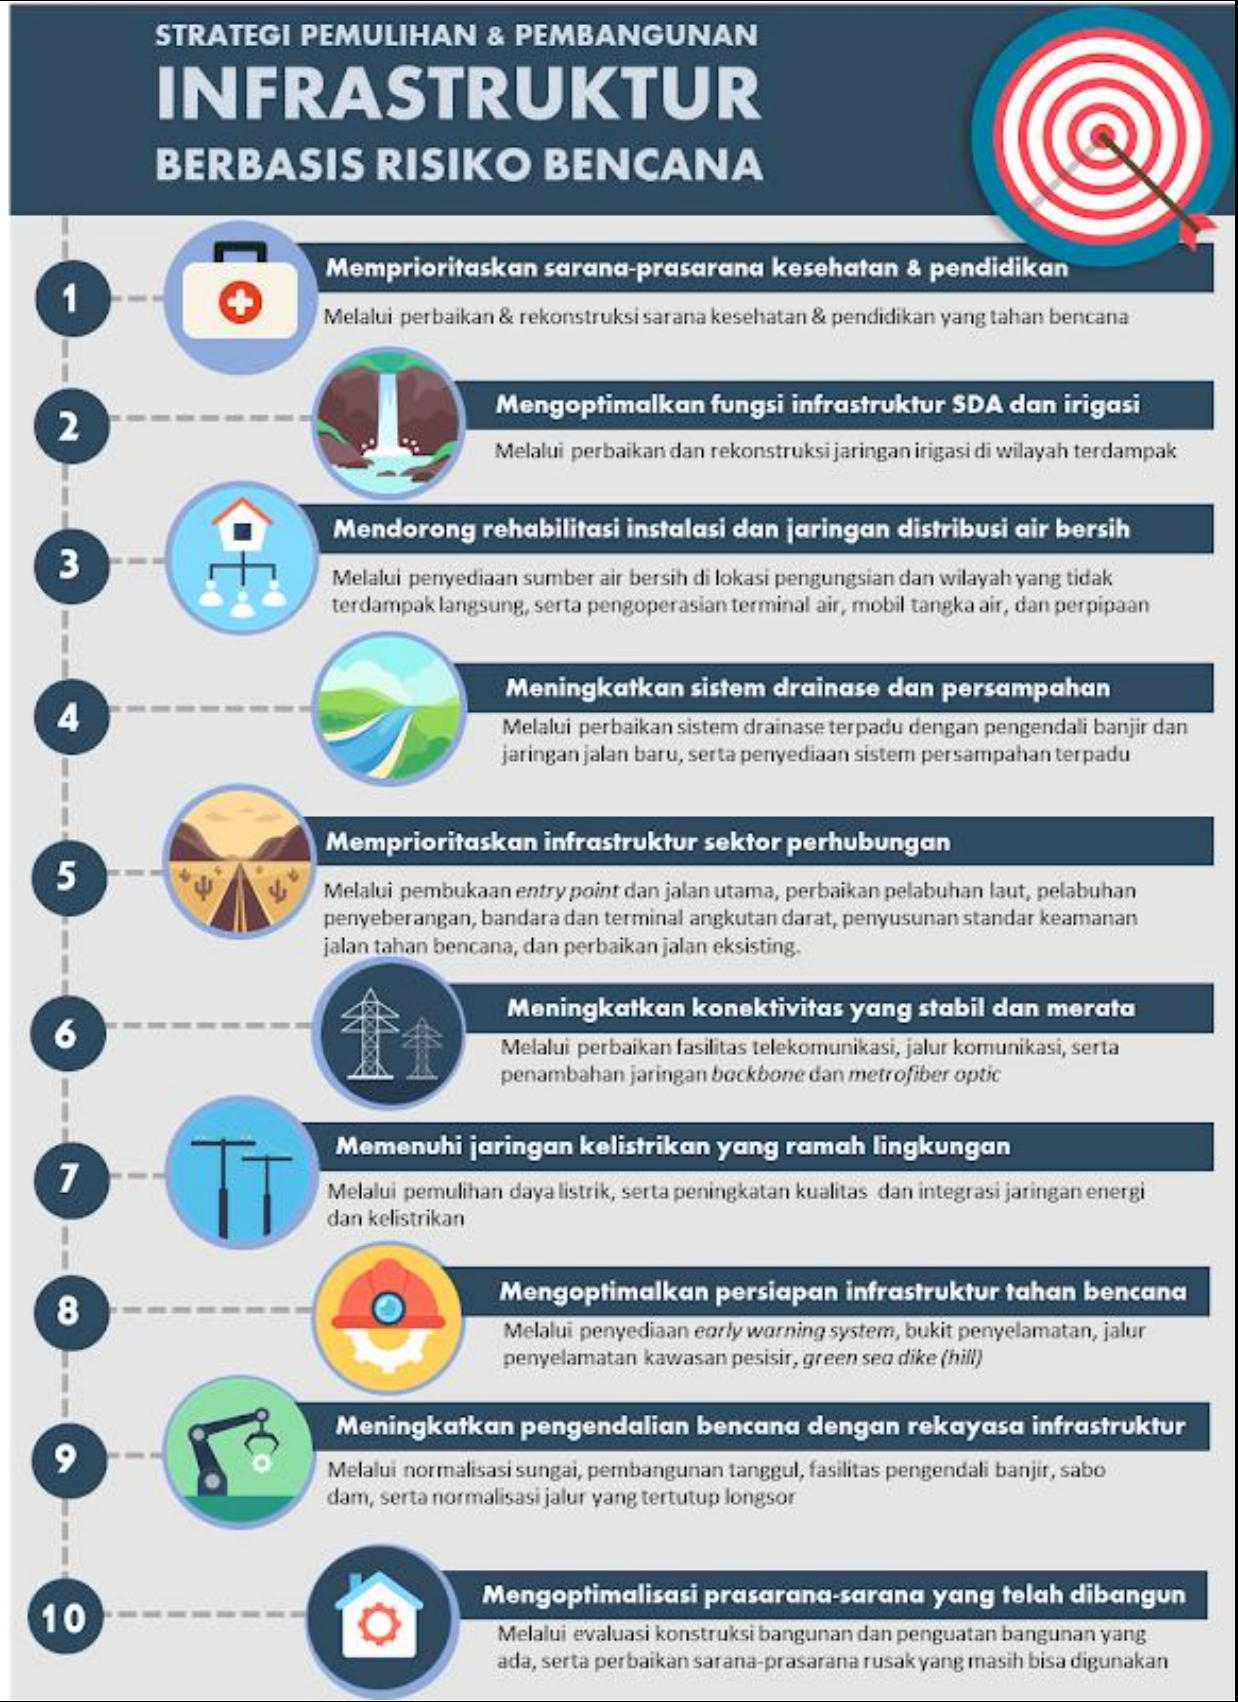 STRATEGI PEMULIHAN & PEMBANGUNAN
INFRASTRUKTUR
BERBASIS RISIKO BENCANA
1
Memprioritaskan sarana-prasarana kesehatan & pendidikan
Melalui perbaikan & rekonstruksi sarana kesehatan & pendidikan yang tahan bencana
2
Mengoptimalkan fungsi infrastruktur SDA dan irigasi
Melalui perbaikan dan rekonstruksi jaringan irigasi di wilayah terdampak
3
Mendorong rehabilitasi instalasi dan jaringan distribusi air bersih
Melalui penyediaan sumber air bersih di lokasi pengungsian dan wilayah yang tidak
terdampak langsung, serta pengoperasian terminal air, mobil tangka air, dan perpipaan
4
Meningkatkan sistem drainase dan persampahan
Melalui perbaikan sistem drainase terpadu dengan pengendali banjir dan
jaringan jalan baru, serta penyediaan sistem persampahan terpadu
5
Memprioritaskan infrastruktur sektor perhubungan
Melalui pembukaan entry point dan jalan utama, perbaikan pelabuhan laut, pelabuhan
penyeberangan, bandara dan terminal angkutan darat, penyusunan standar keamanan
jalan tahan bencana, dan perbaikan jalan eksisting.
6
Meningkatkan konektivitas yang stabil dan merata
Melalui perbaikan fasilitas telekomunikasi, jalur komunikasi, serta
penambahan jaringan backbone dan metrofiber optic
7
Memenuhi jaringan kelistrikan yang ramah lingkungan
Melalui pemulihan daya listrik, serta peningkatan kualitas dan integrasi jaringan energi
dan kelistrikan
8
Mengoptimalkan persiapan infrastruktur tahan bencana
Melalui penyediaan early warning system, bukit penyelamatan, jalur
penyelamatan kawasan pesisir, green sea dike (hill)
9
Meningkatkan pengendalian bencana dengan rekayasa infrastruktur
Melalui normalisasi sungai, pembangunan tanggul, fasilitas pengendali banjir, sabo
dam, serta normalisasi jalur yang tertutup longsor
10
Mengoptimalisasi prasarana-sarana yang telah dibangun
Melalui evaluasi konstruksi bangunan dan penguatan bangunan yang
ada, serta perbaikan sarana-prasarana rusak yang masih bisa digunakan